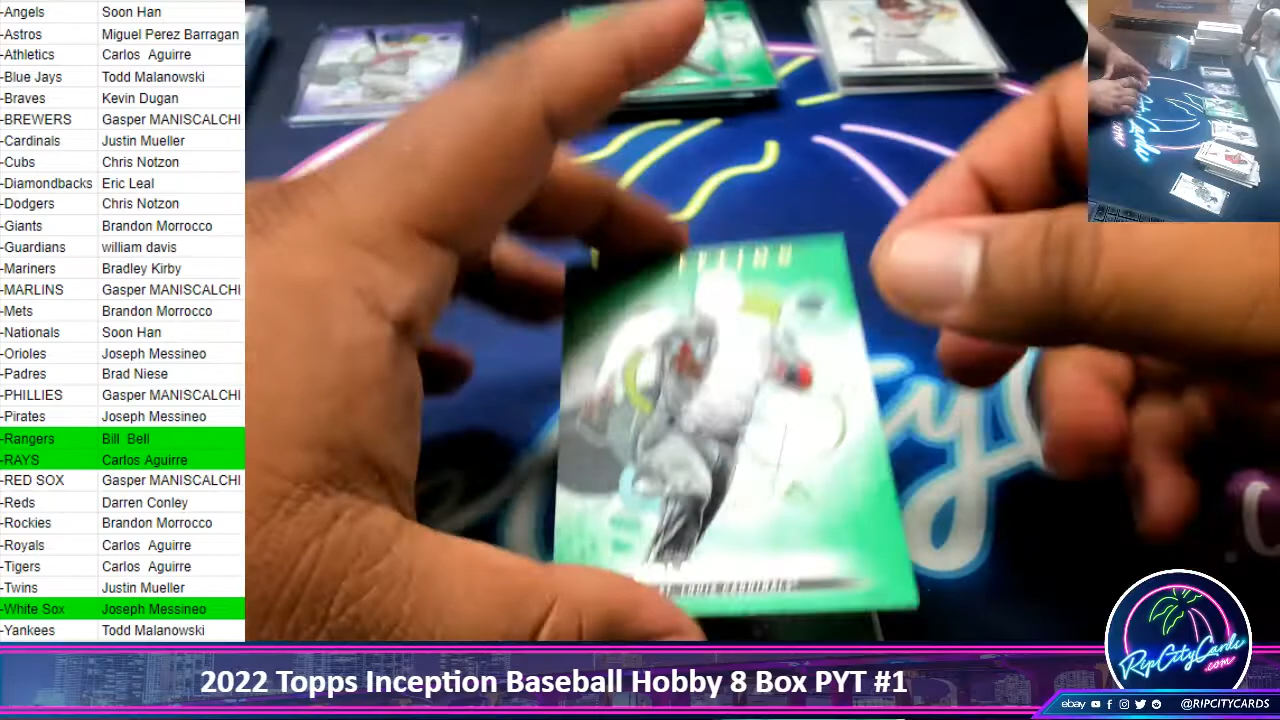 -Angels Soon Han
-Astros Miguel Perez Barragan
-Athletics Carlos Aguirre
-Blue Jays Todd Malanowski
-Braves Kevin Dugan
-BREWERS Gasper MANISCALCHI
-Cardinals Justin Mueller
-Cubs Chris Notzon
-Diamondbacks Eric Leal
-Dodgers Chris Notzon
-Giants Brandon Morrocco
-Guardians william davis
-Mariners Bradley Kirby
-MARLINS Gasper MANISCALCHI
-Mets Brandon Morrocco
-Nationals Soon Han
-Orioles Joseph Messineo
-Padres Brad Niese
-PHILLIES Gasper MANISCALCHI
-Pirates Joseph Messineo
-Rangers Bill Bell
-RAYS Carlos Aguirre
-RED SOX Gasper MANISCALCHI
-Reds Darren Conley
-Rockies Brandon Morrocco
-Royals Carlos Aguirre
-Tigers Carlos Aguirre
-Twins Justin Mueller
-White Sox Joseph Messineo
-Yankees Todd Malanowski
2022 Topps Inception Baseball Hobby 8 Box PYT #1
RipCityCards
.com
ebay @RIPCITYCARDS